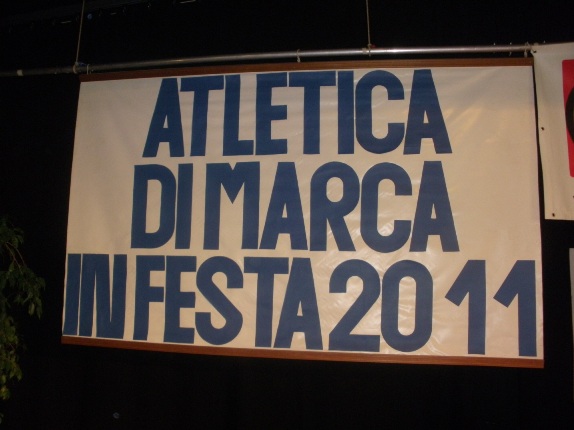 ATLETICA
DI MARCA
IN FESTA 2011